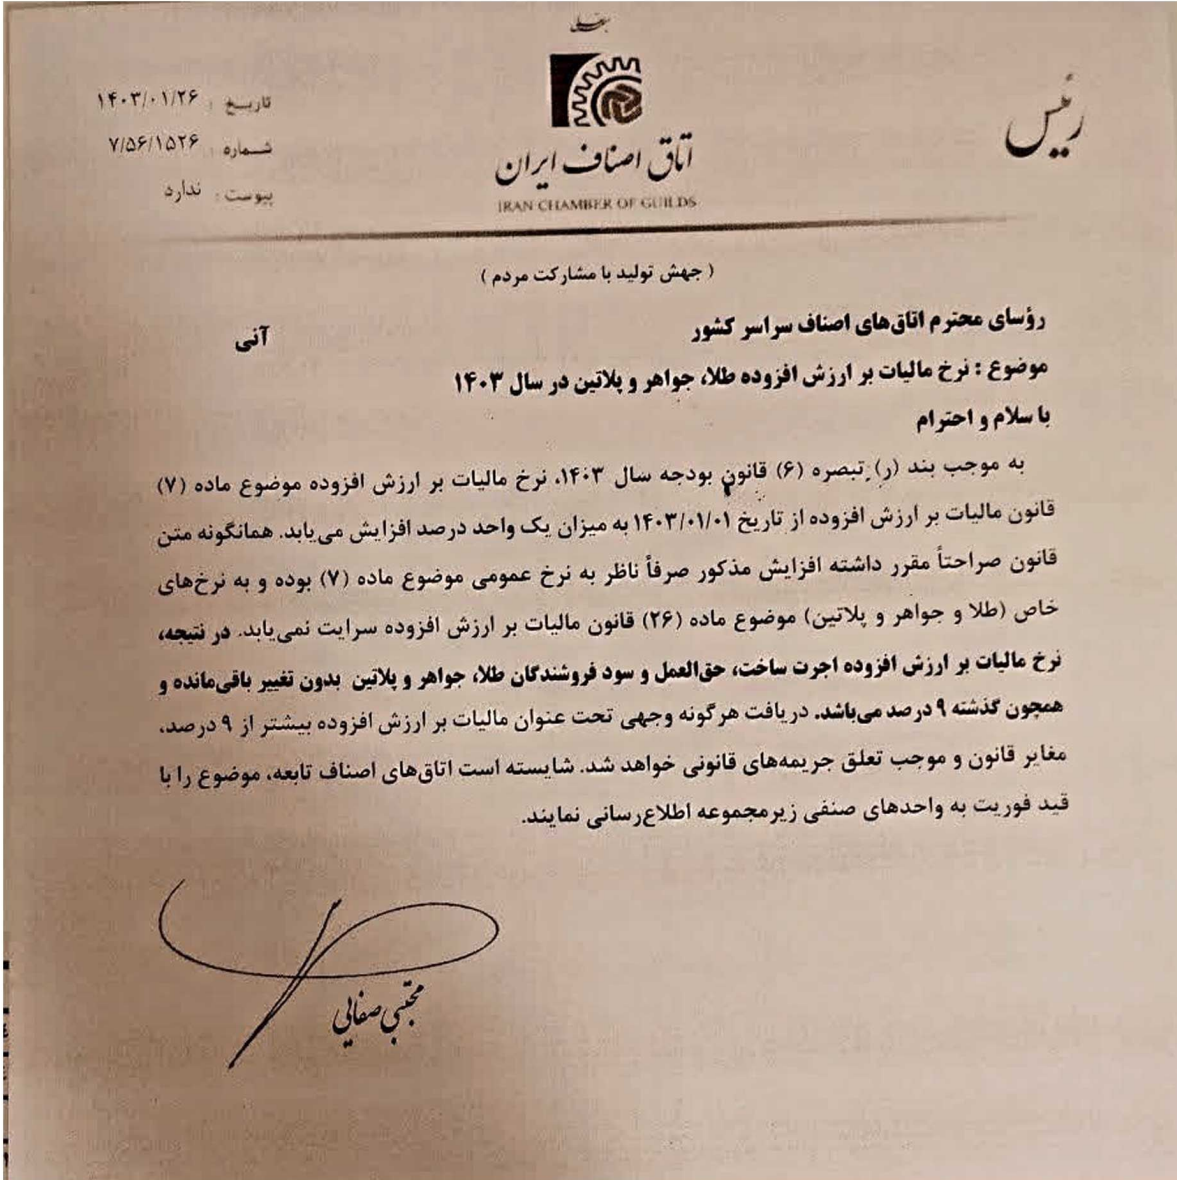 بسمه تعالی
رئیس
اتاق اصناف ایران
IRAN CHAMBER OF GUILDS
تاریخ : ۱۴۰۳/۰۱/۲۶
شماره : ۷/۵۶/۱۵۲۶
پیوست : ندارد
( جهش تولید با مشارکت مردم )
رؤسای محترم اتاق‌های اصناف سراسر کشور
آنی
موضوع : نرخ مالیات بر ارزش افزوده طلا، جواهر و پلاتین در سال ۱۴۰۳
با سلام و احترام
به موجب بند (ر) تبصره (۶) قانون بودجه سال ۱۴۰۳، نرخ مالیات بر ارزش افزوده موضوع ماده (۷)
قانون مالیات بر ارزش افزوده از تاریخ ۱۴۰۳/۰۱/۰۱ به میزان یک واحد درصد افزایش می‌یابد. همانگونه متن
قانون صراحتاً مقرر داشته افزایش مذکور صرفاً ناظر به نرخ عمومی موضوع ماده (۷) بوده و به نرخ‌های
خاص (طلا و جواهر و پلاتین) موضوع ماده (۲۶) قانون مالیات بر ارزش افزوده سرایت نمی‌یابد. در نتیجه،
نرخ مالیات بر ارزش افزوده اجرت ساخت، حق‌العمل و سود فروشندگان طلا، جواهر و پلاتین بدون تغییر باقی‌مانده و
همچون گذشته ۹ درصد می‌باشد. دریافت هرگونه وجهی تحت عنوان مالیات بر ارزش افزوده بیشتر از ۹ درصد،
مغایر قانون و موجب تعلق جریمه‌های قانونی خواهد شد. شایسته است اتاق‌های اصناف تابعه، موضوع را با
قید فوریت به واحدهای صنفی زیرمجموعه اطلاع‌رسانی نمایند.
مجتبی صفایی